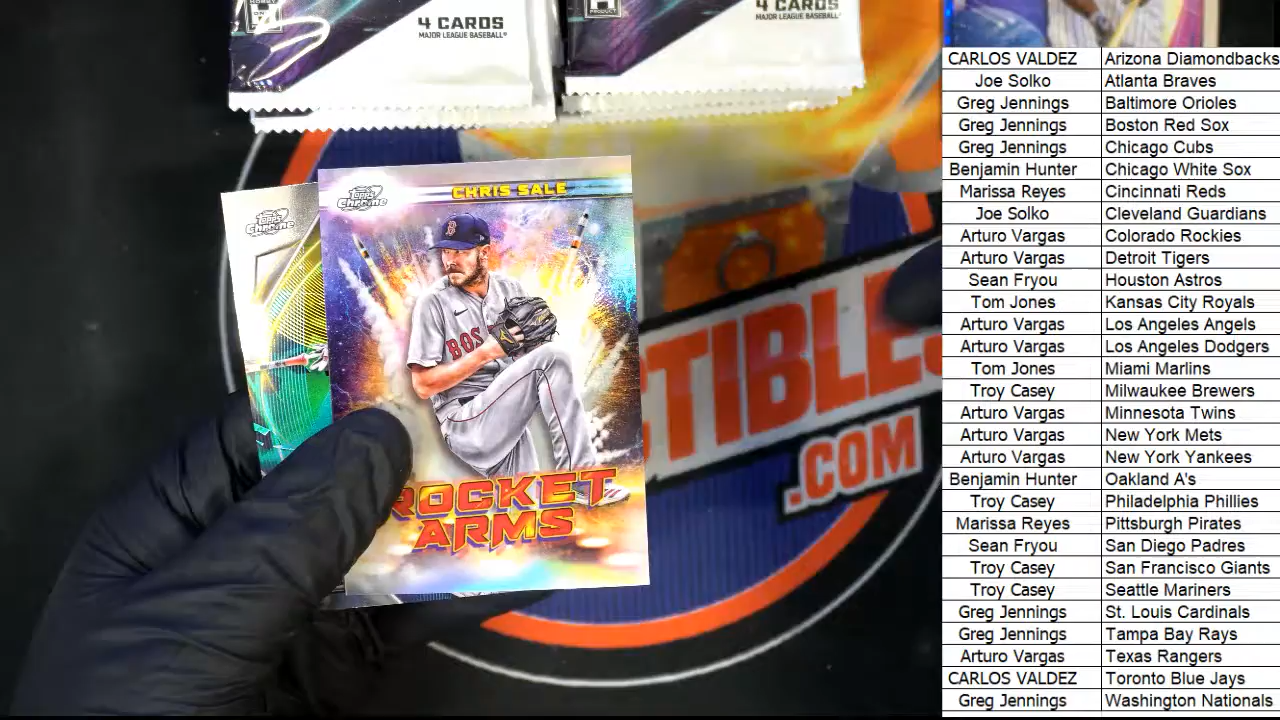 4 CARDS
MAJOR LEAGUE BASEBALL
4 CARDS
MAJOR LEAGUE BASEBALL
PRODUCT
Topps
Chrome
Topps
Chrome
CHRIS SALE
B
BOS
ROCKET
ARMS
TIBLES
.COM
CARLOS VALDEZ Arizona Diamondbacks
Joe Solko Atlanta Braves
Greg Jennings Baltimore Orioles
Greg Jennings Boston Red Sox
Greg Jennings Chicago Cubs
Benjamin Hunter Chicago White Sox
Marissa Reyes Cincinnati Reds
Joe Solko Cleveland Guardians
Arturo Vargas Colorado Rockies
Arturo Vargas Detroit Tigers
Sean Fryou Houston Astros
Tom Jones Kansas City Royals
Arturo Vargas Los Angeles Angels
Arturo Vargas Los Angeles Dodgers
Tom Jones Miami Marlins
Troy Casey Milwaukee Brewers
Arturo Vargas Minnesota Twins
Arturo Vargas New York Mets
Arturo Vargas New York Yankees
Benjamin Hunter Oakland A's
Troy Casey Philadelphia Phillies
Marissa Reyes Pittsburgh Pirates
Sean Fryou San Diego Padres
Troy Casey San Francisco Giants
Troy Casey Seattle Mariners
Greg Jennings St. Louis Cardinals
Greg Jennings Tampa Bay Rays
Arturo Vargas Texas Rangers
CARLOS VALDEZ Toronto Blue Jays
Greg Jennings Washington Nationals